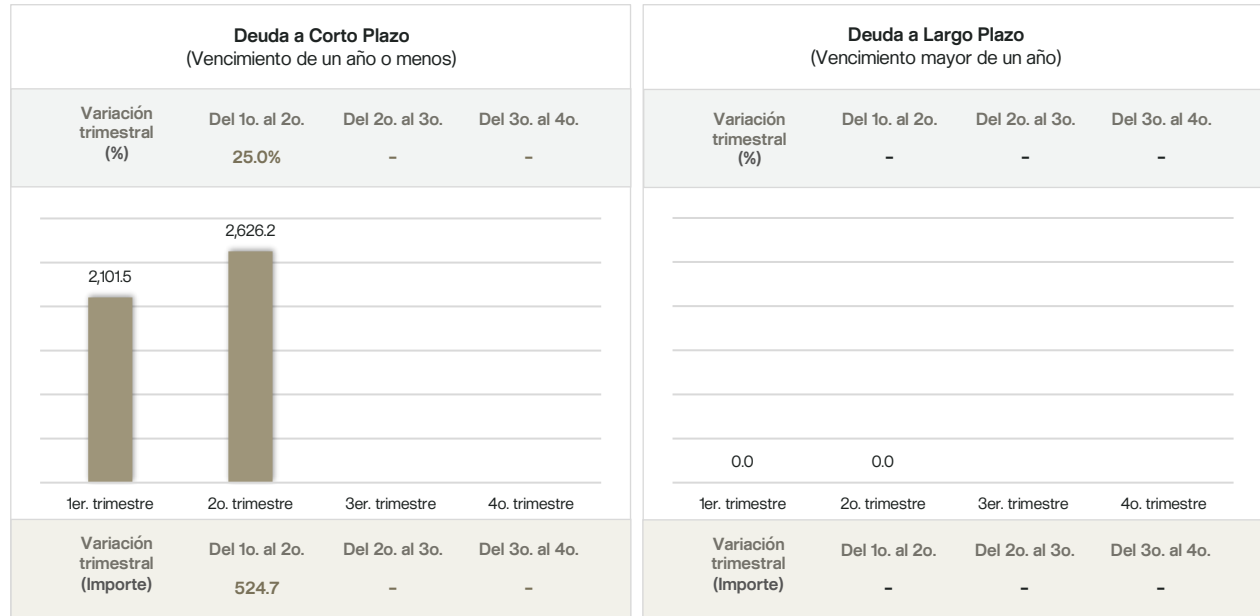 Deuda a Corto Plazo
(Vencimiento de un año o menos)
Variación
trimestral
(%)
Del 1o. al 2o.
Del 2o. al 3o.
Del 3o. al 4o.
25.0%
–
–
2,101.5
2,626.2
1er. trimestre
2o. trimestre
3er. trimestre
4o. trimestre
Variación
trimestral
(Importe)
Del 1o. al 2o.
Del 2o. al 3o.
Del 3o. al 4o.
524.7
–
–
Deuda a Largo Plazo
(Vencimiento mayor de un año)
Variación
trimestral
(%)
Del 1o. al 2o.
Del 2o. al 3o.
Del 3o. al 4o.
–
–
–
0.0
0.0
1er. trimestre
2o. trimestre
3er. trimestre
4o. trimestre
Variación
trimestral
(Importe)
Del 1o. al 2o.
Del 2o. al 3o.
Del 3o. al 4o.
–
–
–